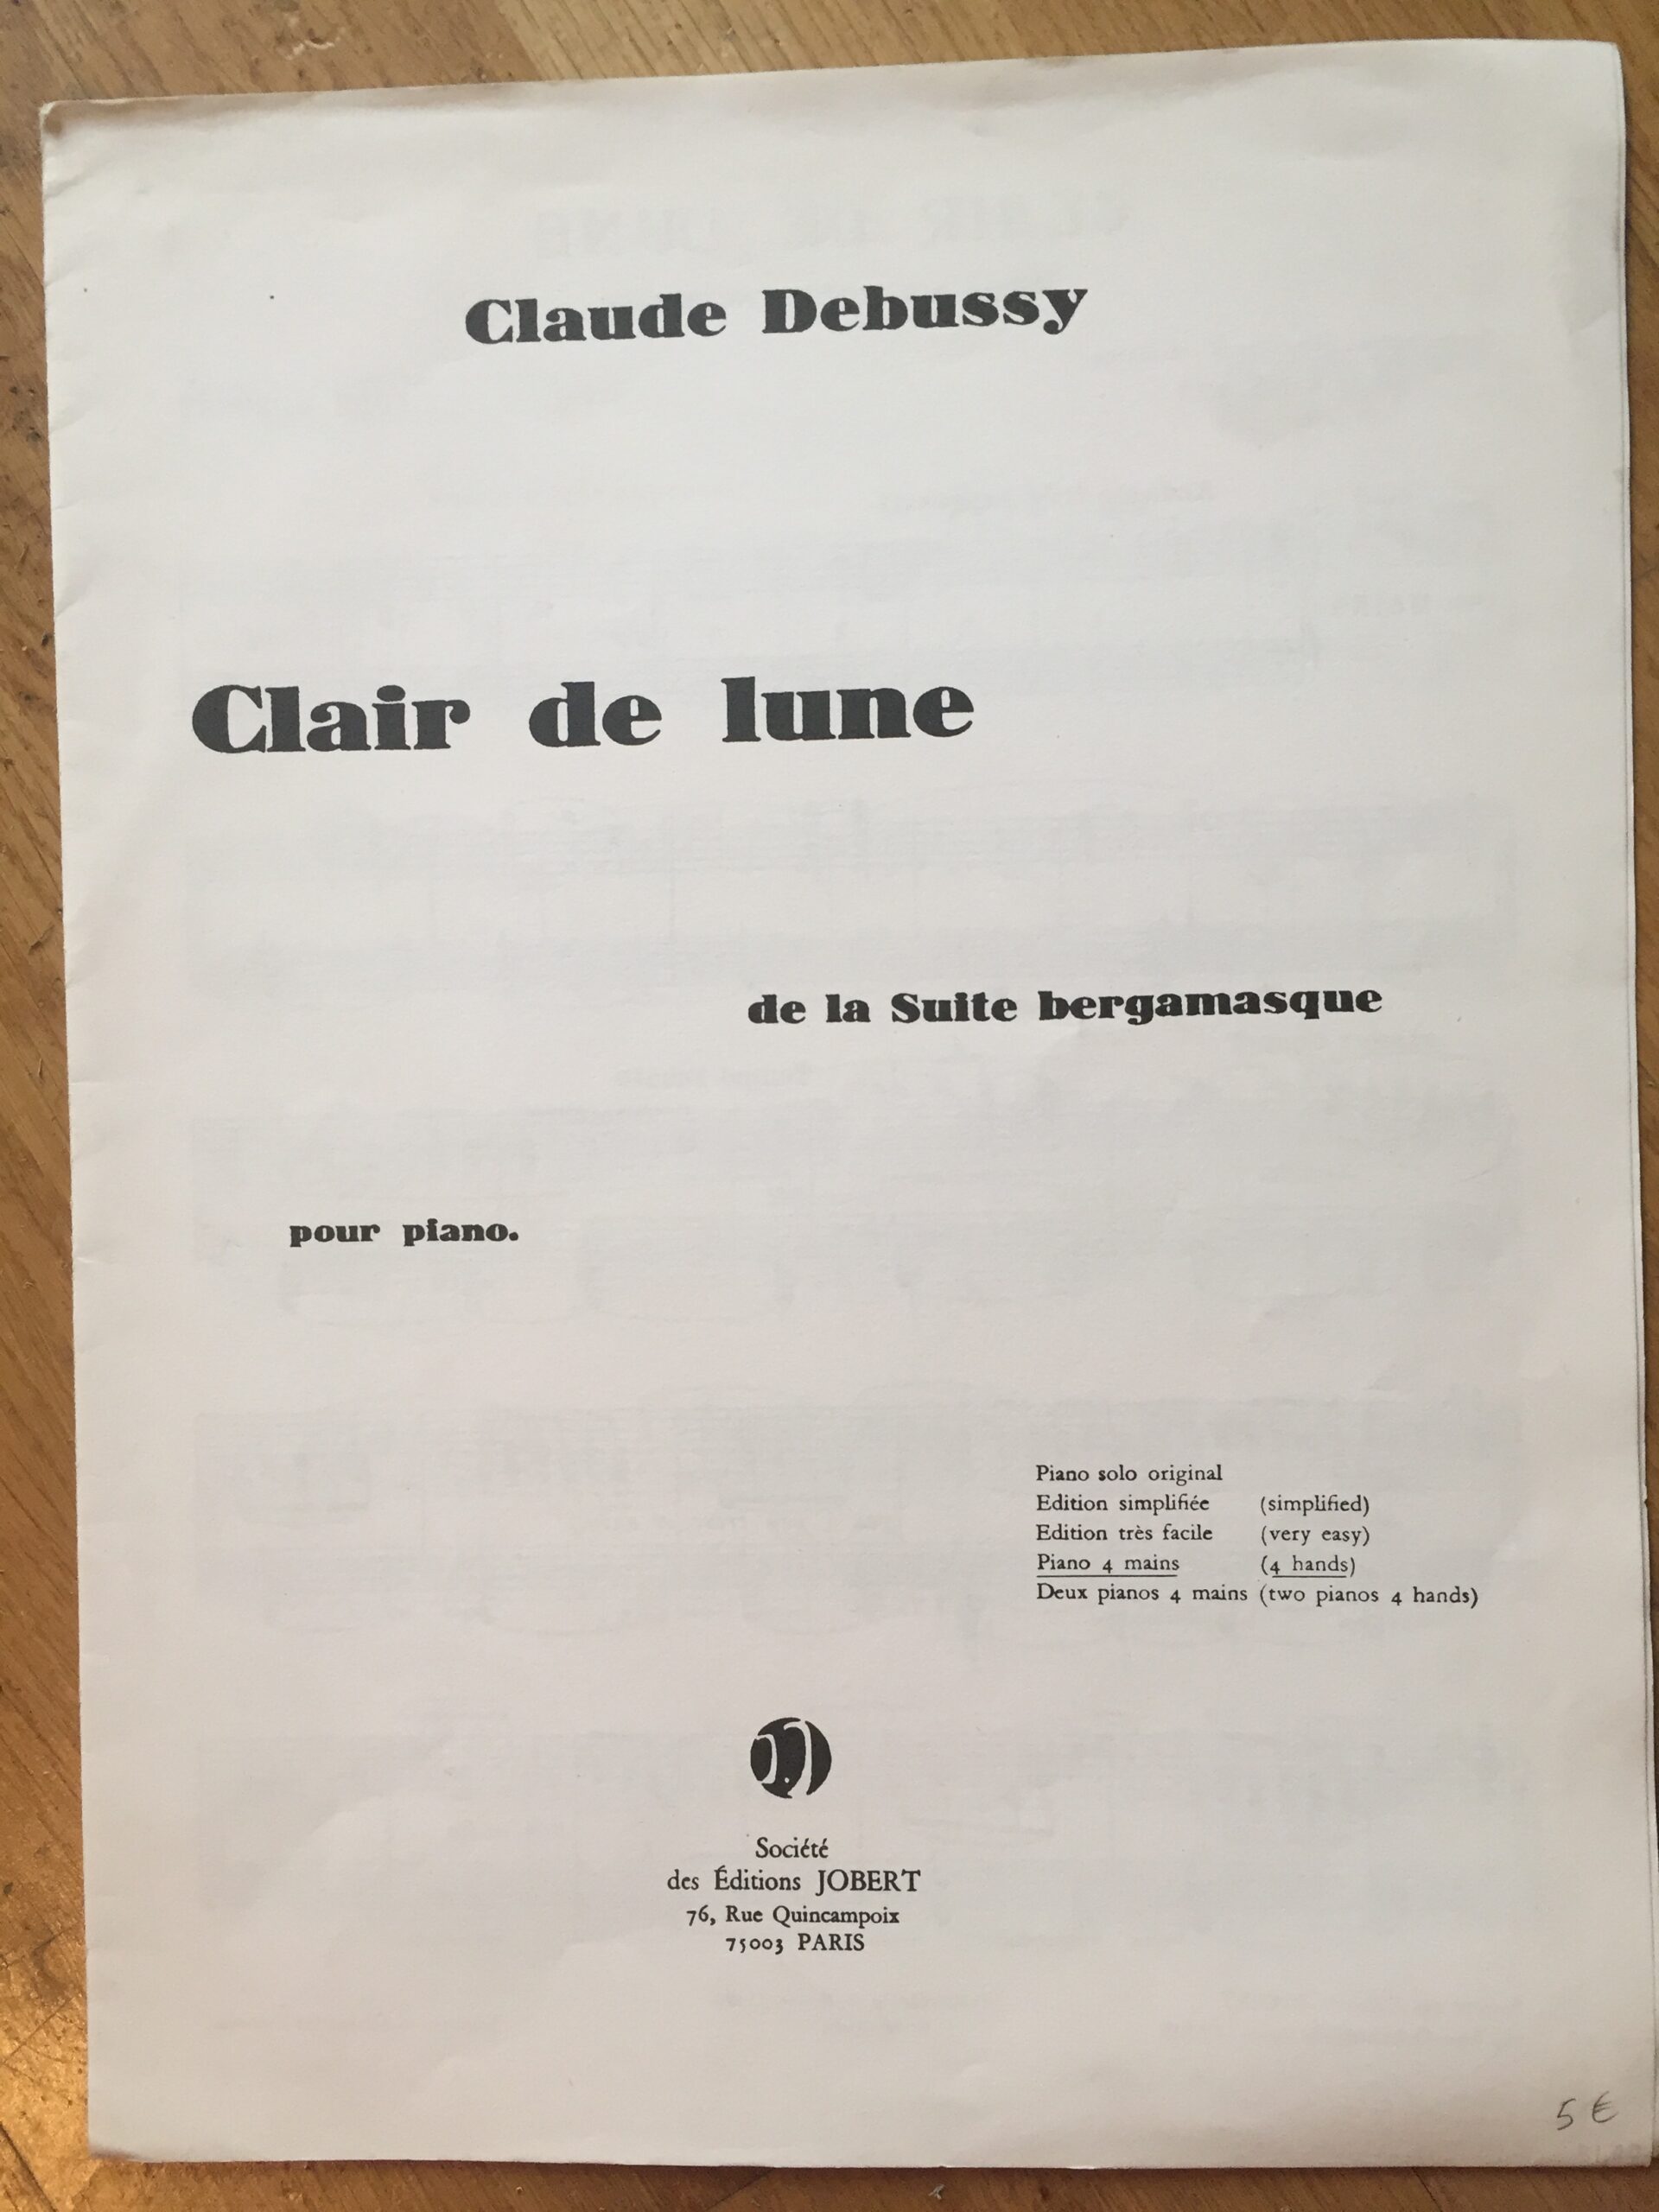 Claude Debussy
Clair de lune
de la Suite bergamasque
pour piano.
Piano solo original
Edition simplifiée (simplified)
Edition très facile (very easy)
Piano 4 mains (4 hands)
Deux pianos 4 mains (two pianos 4 hands)
Société
des Éditions JOBERT
76, Rue Quincampoix
75003 PARIS
5 €